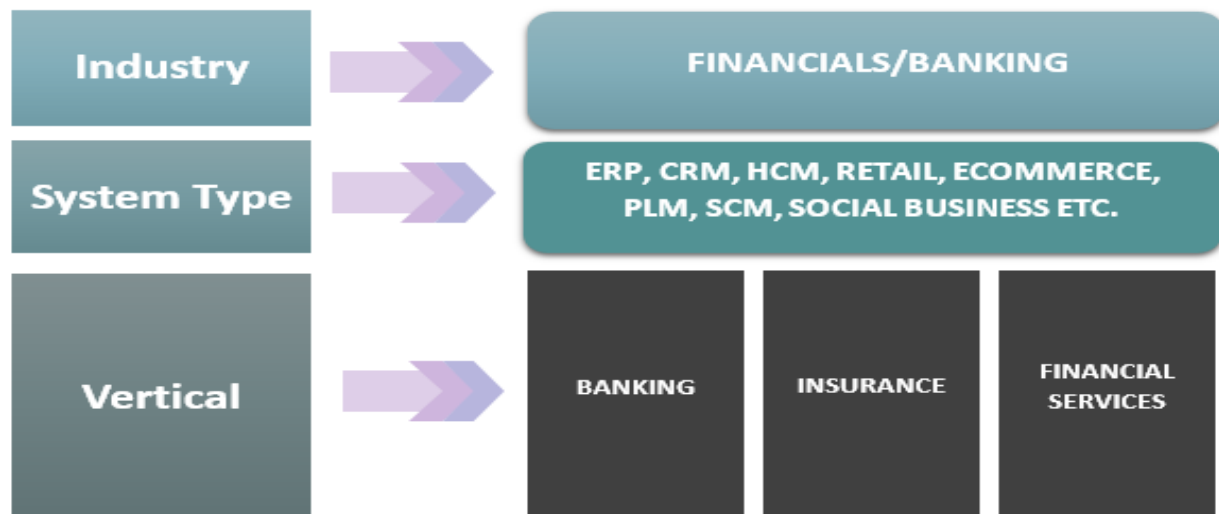 Industry
FINANCIALS/BANKING
System Type
ERP, CRM, HCM, RETAIL, ECOMMERCE,
PLM, SCM, SOCIAL BUSINESS ETC.
Vertical
BANKING
INSURANCE
FINANCIAL
SERVICES